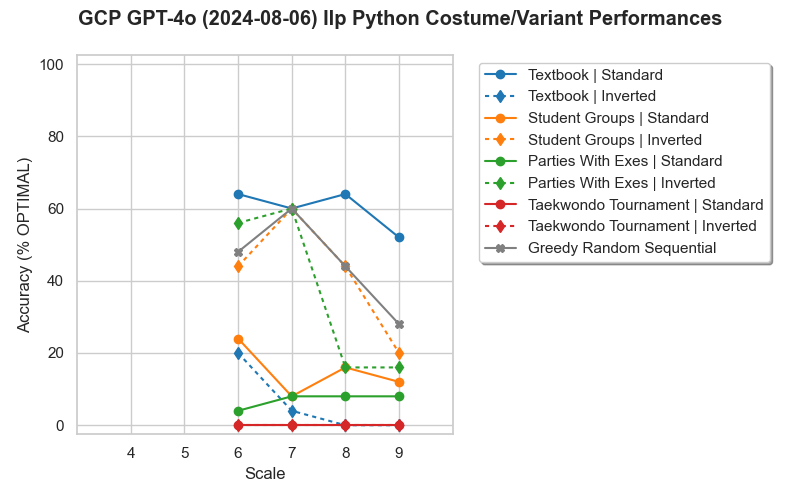 GCP GPT-4o (2024-08-06) Ilp Python Costume/Variant Performances
100
80
60
40
20
0
Accuracy (% OPTIMAL)
4 5 6 7 8 9
Scale
Textbook | Standard
Textbook | Inverted
Student Groups | Standard
Student Groups | Inverted
Parties With Exes | Standard
Parties With Exes | Inverted
Taekwondo Tournament | Standard
Taekwondo Tournament | Inverted
Greedy Random Sequential